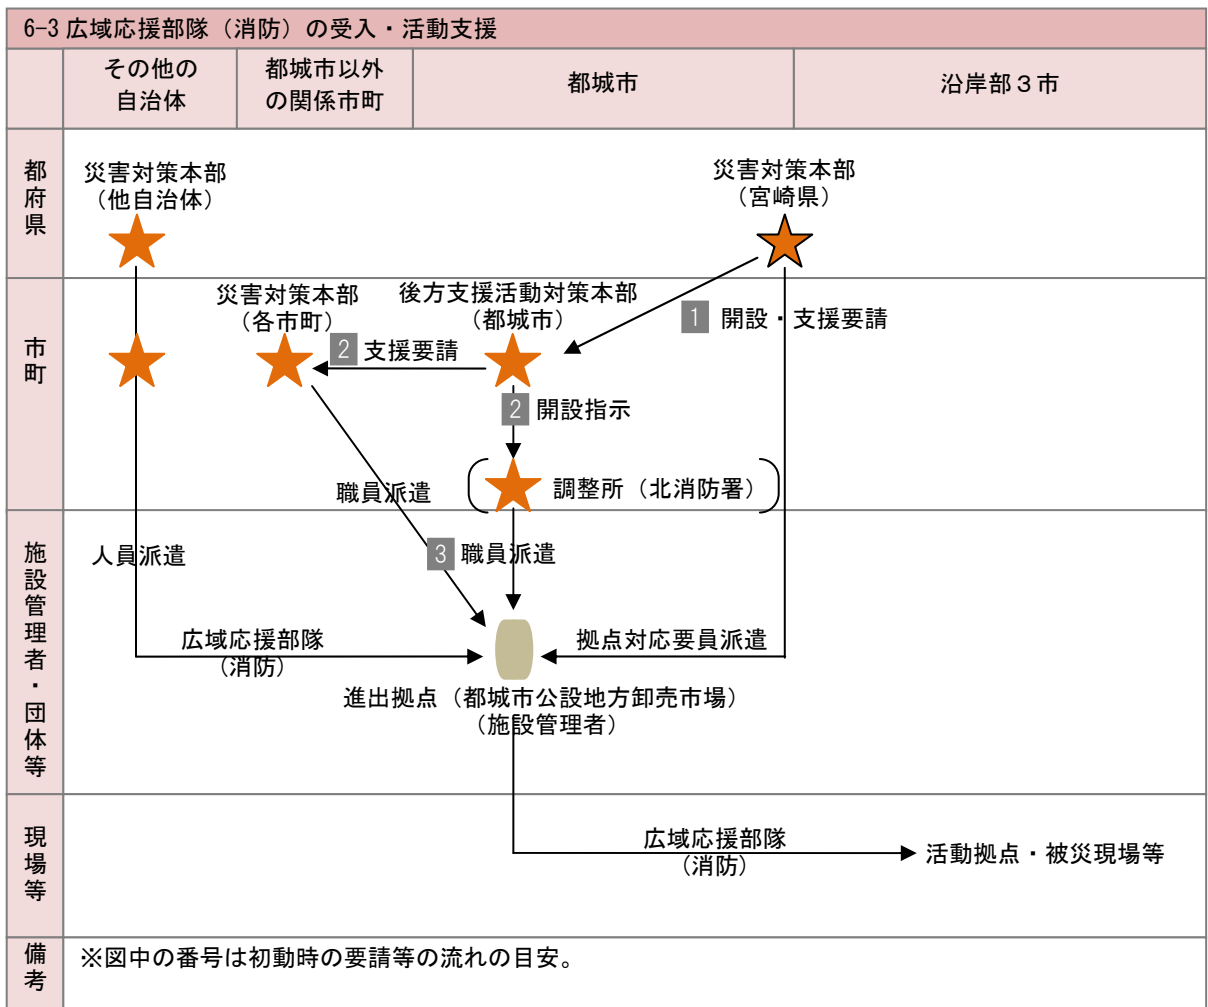 6-3 広域応援部隊（消防）の受入・活動支援
その他の
自治体
都城市以外
の関係市町
都城市
沿岸部３市
都府県
災害対策本部
（他自治体）
災害対策本部
（宮崎県）
市町
災害対策本部
（各市町）
後方支援活動対策本部
（都城市）
1 開設・支援要請
2 支援要請
2 開設指示
調整所（北消防署）
職員派遣
施設管理者・団体等
人員派遣
3 職員派遣
広域応援部隊
（消防）
拠点対応要員派遣
進出拠点（都城市公設地方卸売市場）
（施設管理者）
現場等
広域応援部隊
（消防）
活動拠点・被災現場等
備考
※図中の番号は初動時の要請等の流れの目安。